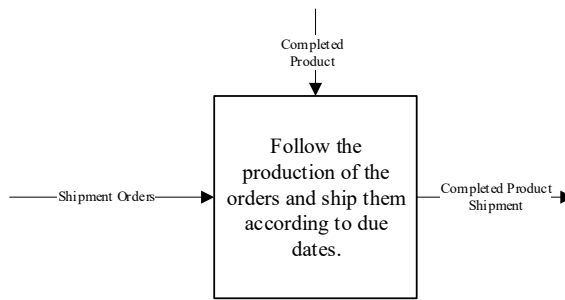 Completed
Product
Follow the
production of the
orders and ship them
according to due
dates.
Shipment Orders
Completed Product
Shipment